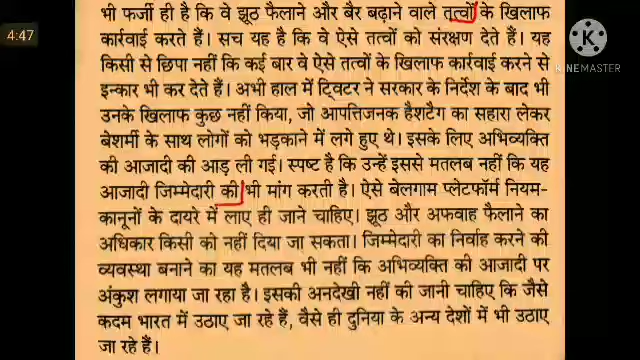 भी फर्जी ही है कि वे झूठ फैलाने और बैर बढ़ाने वाले तत्वों के खिलाफ
4:47
कार्रवाई करते हैं। सच यह है कि वे ऐसे तत्वों को संरक्षण देते हैं। यह
किसी से छिपा नहीं कि कई बार वे ऐसे तत्वों के खिलाफ कार्रवाई करने से
KINEMASTER
इन्कार भी कर देते हैं। अभी हाल में ट्विटर ने सरकार के निर्देश के बाद भी
उनके खिलाफ कुछ नहीं किया, जो आपत्तिजनक हैशटैग का सहारा लेकर
बेशर्मी के साथ लोगों को भड़काने में लगे हुए थे। इसके लिए अभिव्यक्ति
की आजादी की आड़ ली गई। स्पष्ट है कि उन्हें इससे मतलब नहीं कि यह
आजादी जिम्मेदारी की भी मांग करती है। ऐसे बेलगाम प्लेटफॉर्म नियम-
कानूनों के दायरे में लाए ही जाने चाहिए। झूठ और अफवाह फैलाने का
अधिकार किसी को नहीं दिया जा सकता। जिम्मेदारी का निर्वाह करने की
व्यवस्था बनाने का यह मतलब भी नहीं कि अभिव्यक्ति की आजादी पर
अंकुश लगाया जा रहा है। इसकी अनदेखी नहीं की जानी चाहिए कि जैसे
कदम भारत में उठाए जा रहे हैं, वैसे ही दुनिया के अन्य देशों में भी उठाए
जा रहे हैं।